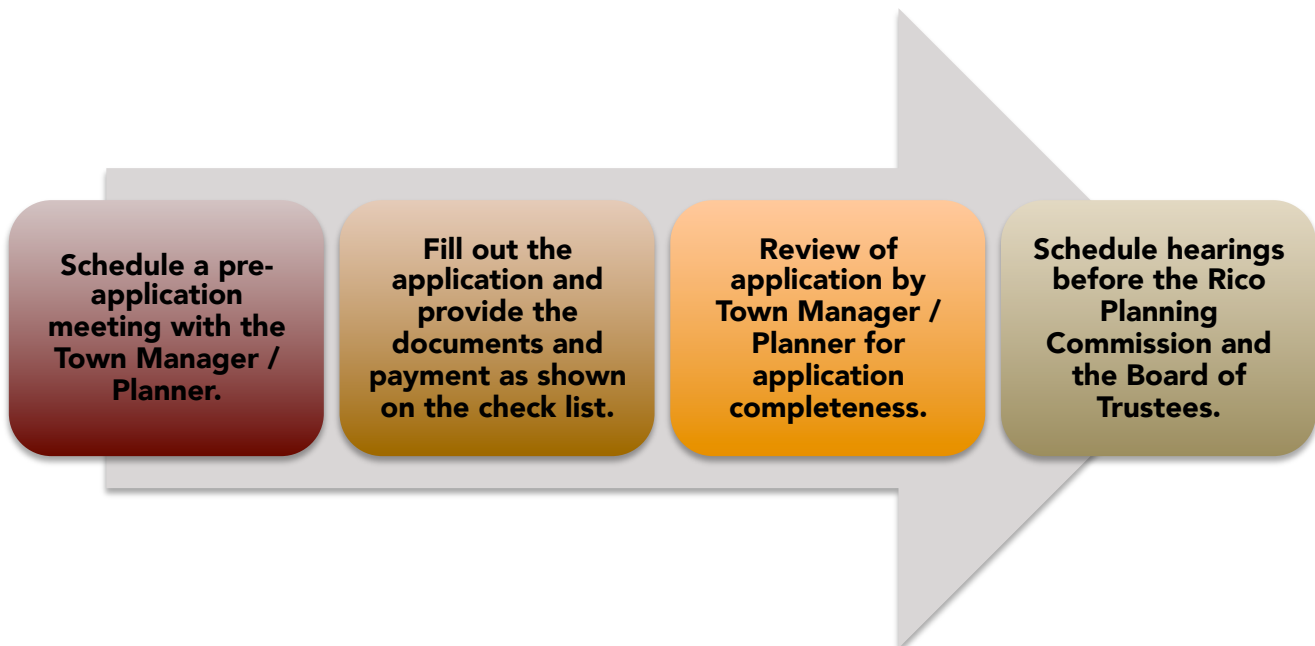 Schedule a pre-
application
meeting with the
Town Manager /
Planner.
Fill out the
application and
provide the
documents and
payment as shown
on the check list.
Review of
application by
Town Manager /
Planner for
application
completeness.
Schedule hearings
before the Rico
Planning
Commission and
the Board of
Trustees.